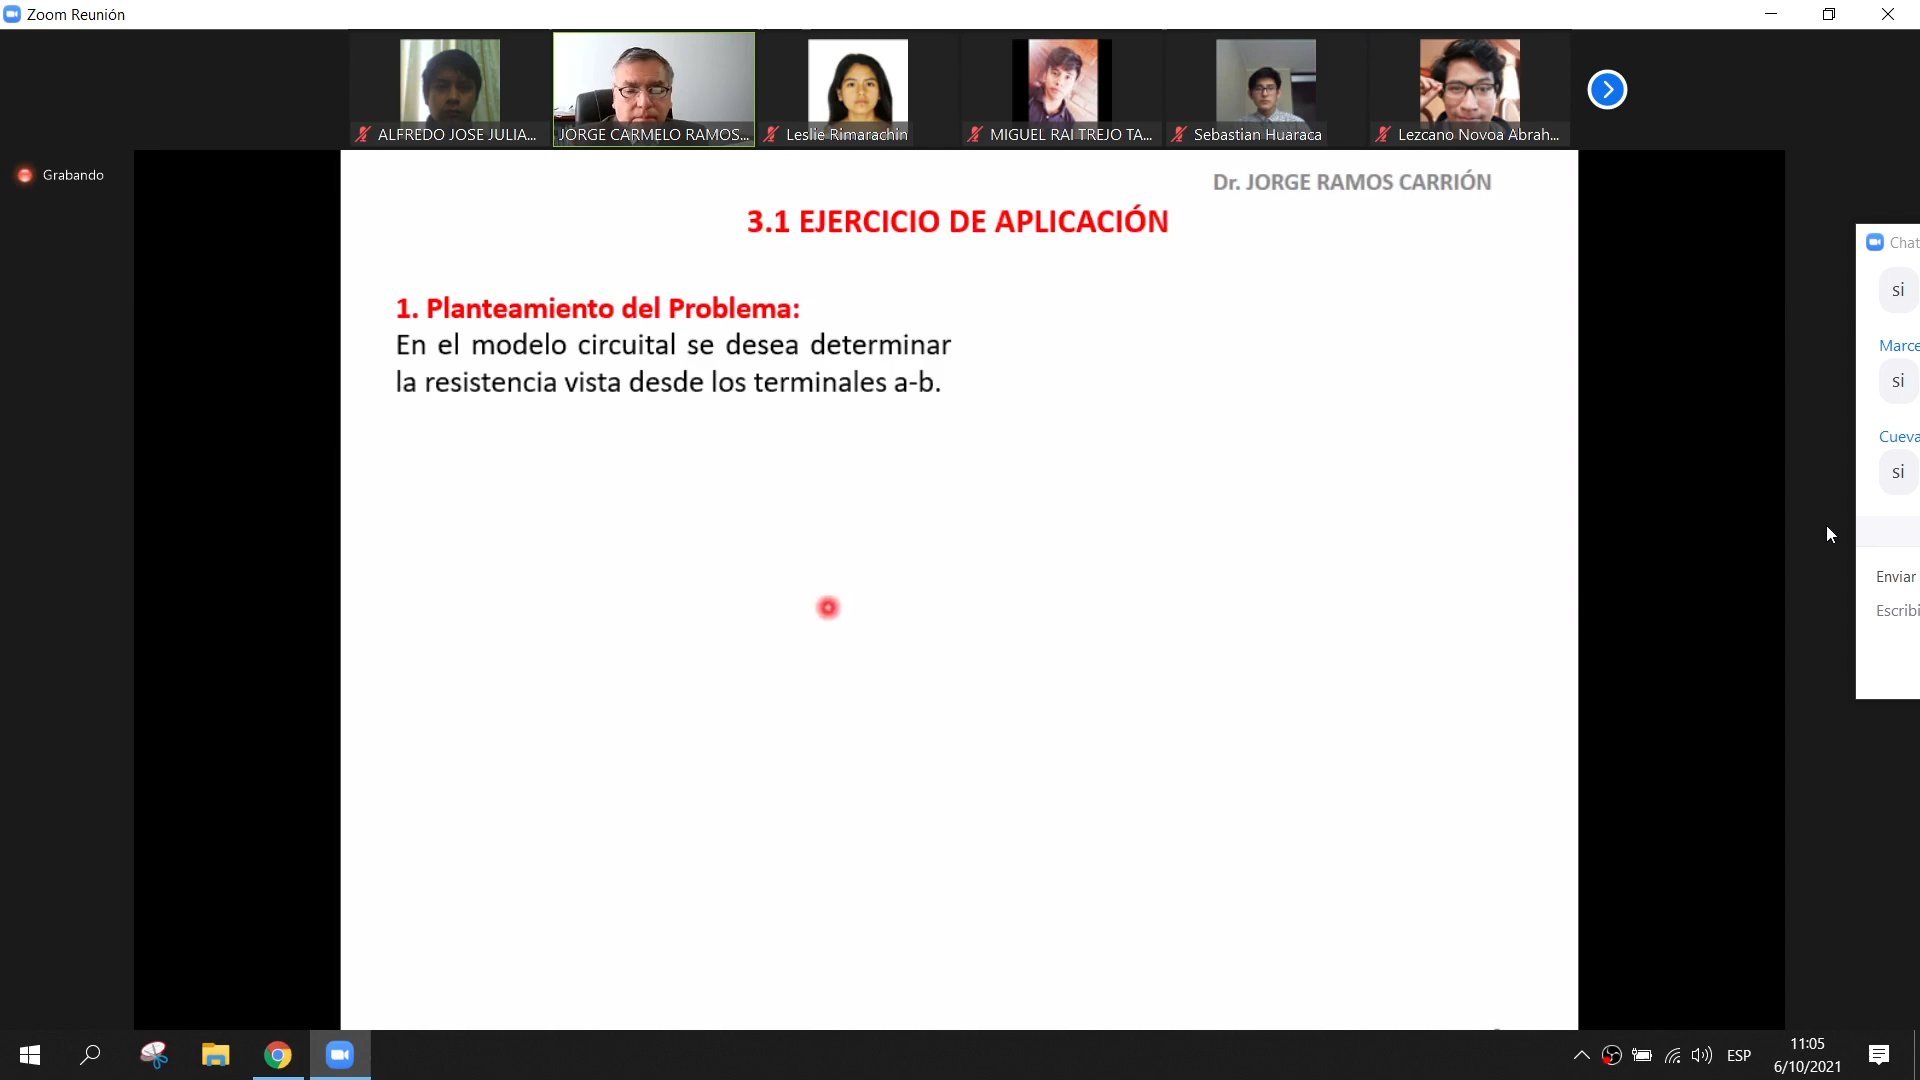 Zoom Reunión
ALFREDO JOSE JULIA...
JORGE CARMELO RAMOS...
Leslie Rimarachin
MIGUEL RAI TREJO TA...
Sebastian Huaraca
Lezcano Novoa Abrah...
Grabando
Dr. JORGE RAMOS CARRIÓN
3.1 EJERCICIO DE APLICACIÓN
1. Planteamiento del Problema:
En el modelo circuital se desea determinar
la resistencia vista desde los terminales a-b.
Chat
si
Marce
si
Cueva
si
Enviar
Escribi
ESP
11:05
6/10/2021